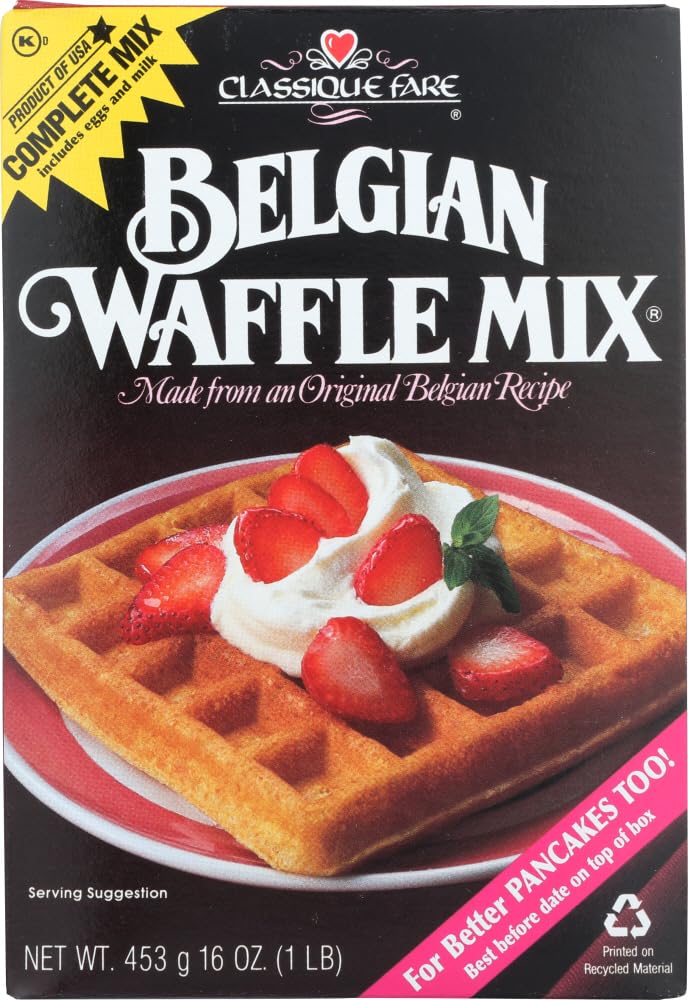 K D
PRODUCT OF USA
COMPLETE MIX
includes eggs and milk
CLASSIQUE FARE®
BELGIAN
WAFFLE MIX®
Made from an Original Belgian Recipe
Serving Suggestion
NET WT. 453 g 16 OZ. (1 LB)
For Better PANCAKES TOO!
Best before date on top of box
Printed on
Recycled Material